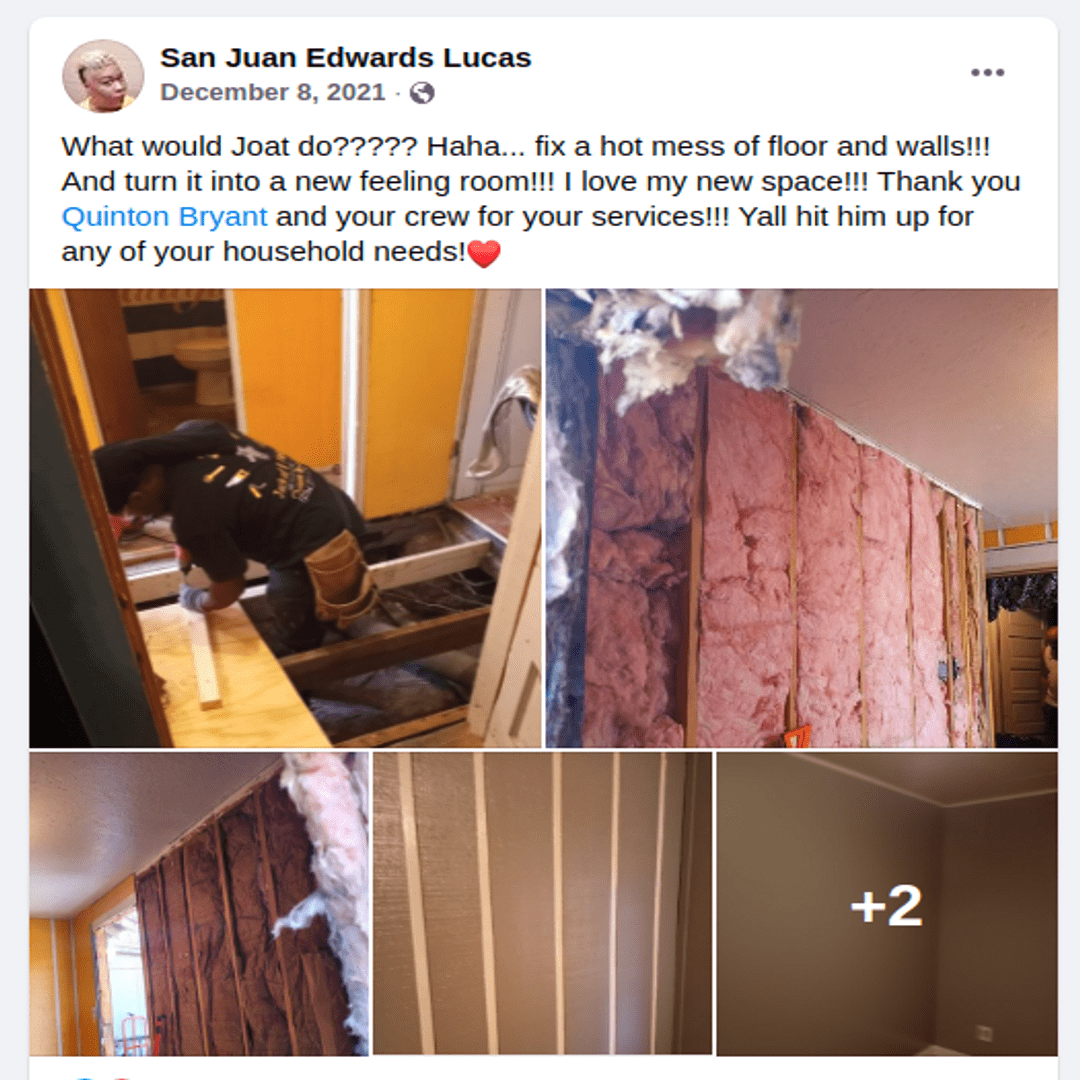 San Juan Edwards Lucas
December 8, 2021 ·
What would Joat do????? Haha... fix a hot mess of floor and walls!!!
And turn it into a new feeling room!!! I love my new space!!! Thank you
Quinton Bryant and your crew for your services!!! Yall hit him up for
any of your household needs!❤️
+2